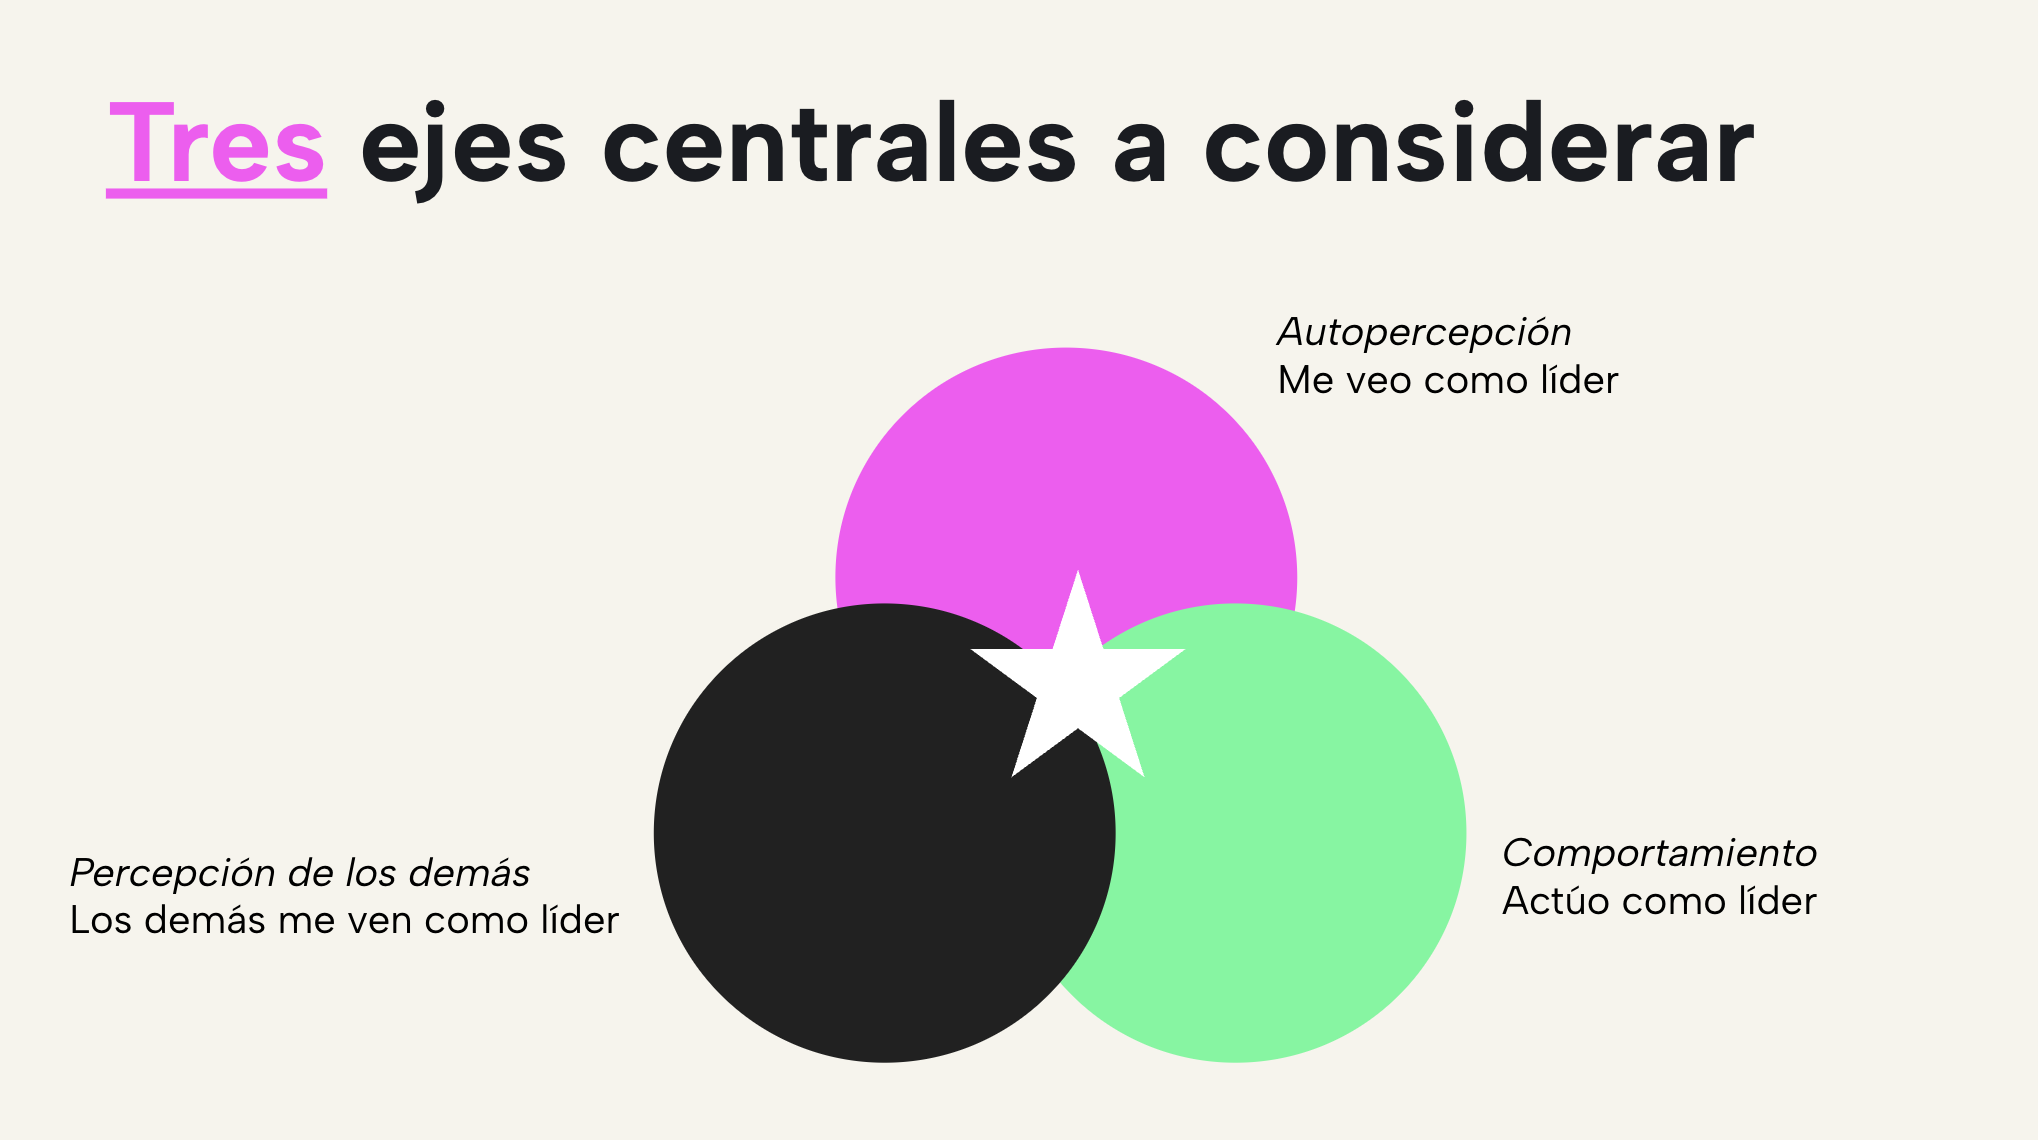 Tres ejes centrales a considerar
Autopercepción
Me veo como líder
Percepción de los demás
Los demás me ven como líder
Comportamiento
Actúo como líder